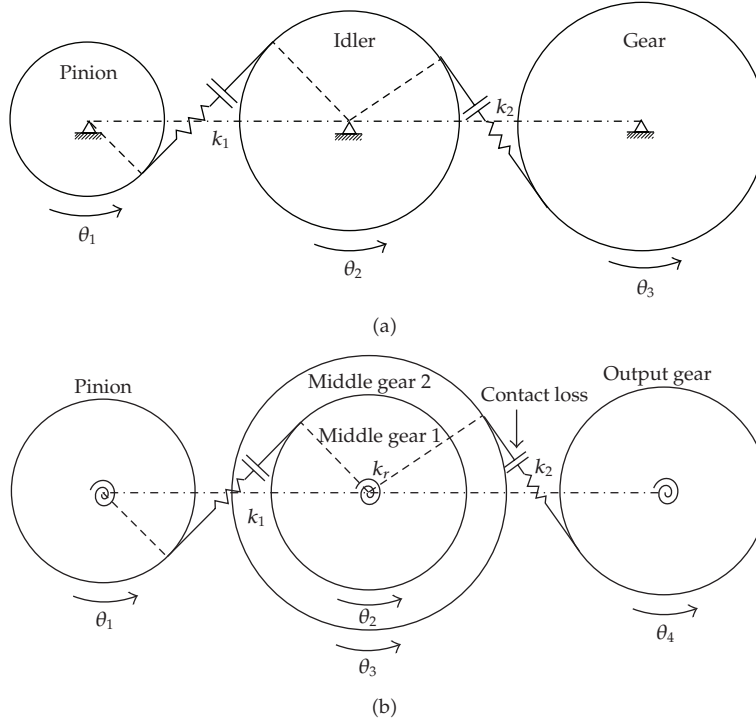 Pinion
Idler
Gear
k1
k2
θ1
θ2
θ3
(a)
Pinion
Middle gear 2
Output gear
Contact loss
Middle gear 1
kr
k2
k1
θ1
θ2
θ3
θ4
(b)